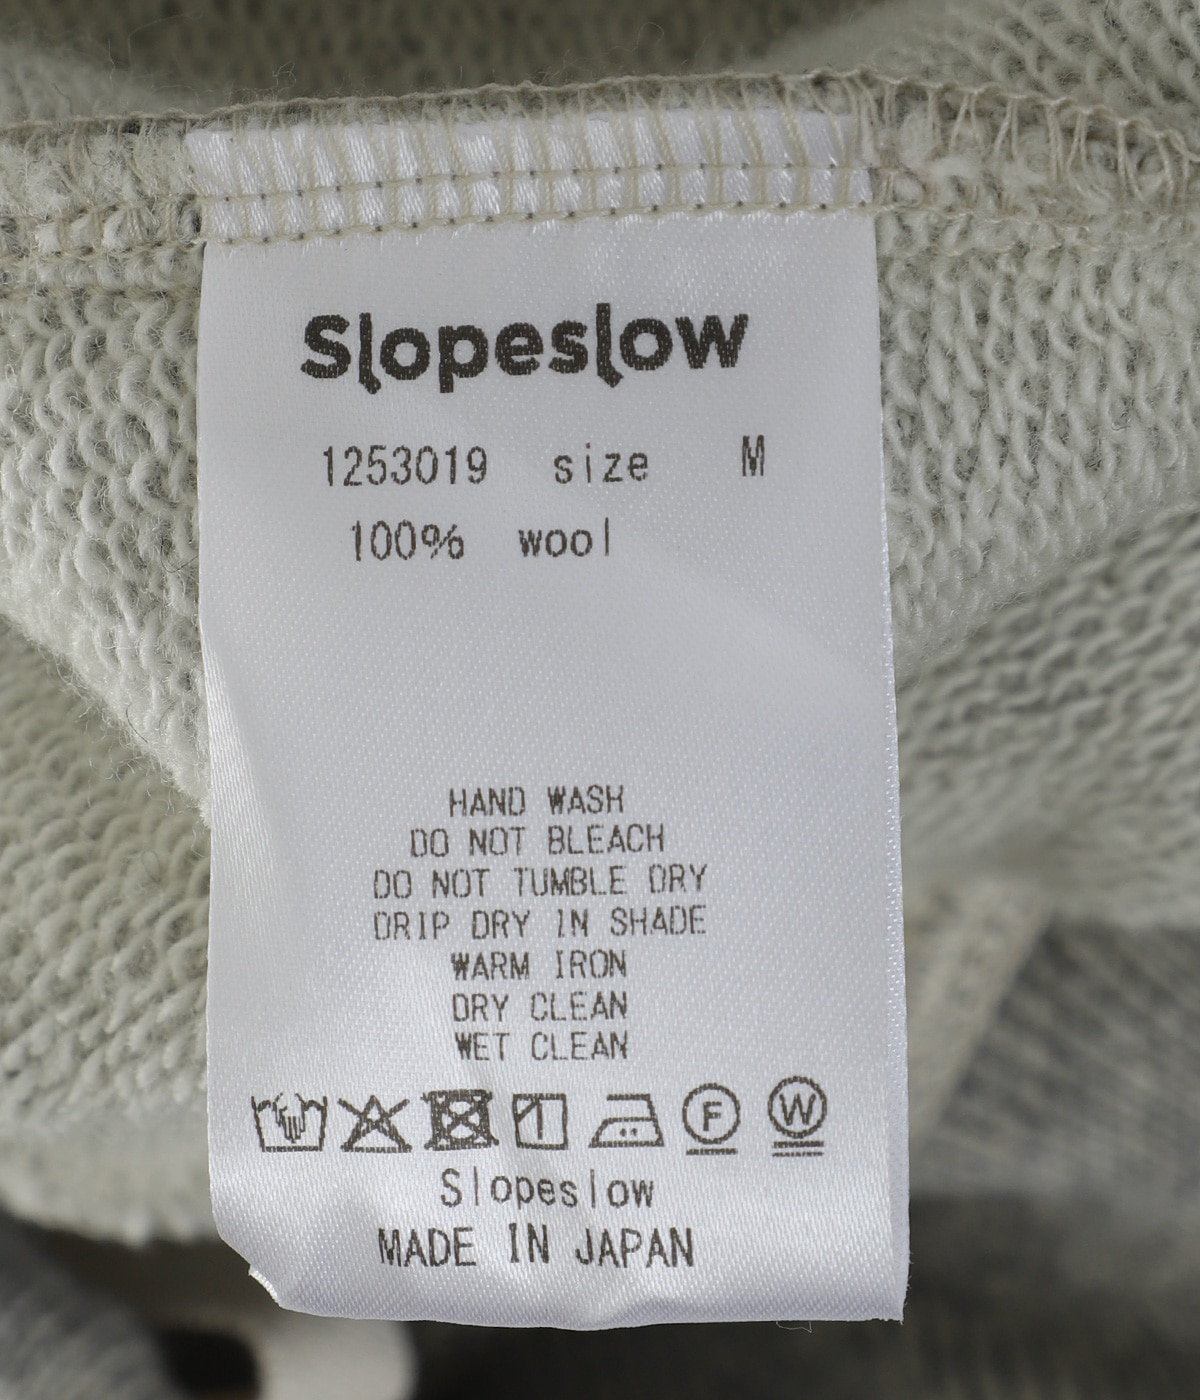 Slopeslow
1253019 size M
100% wool
HAND WASH
DO NOT BLEACH
DO NOT TUMBLE DRY
DRIP DRY IN SHADE
WARM IRON
DRY CLEAN
WET CLEAN
F W
Slopeslow
MADE IN JAPAN